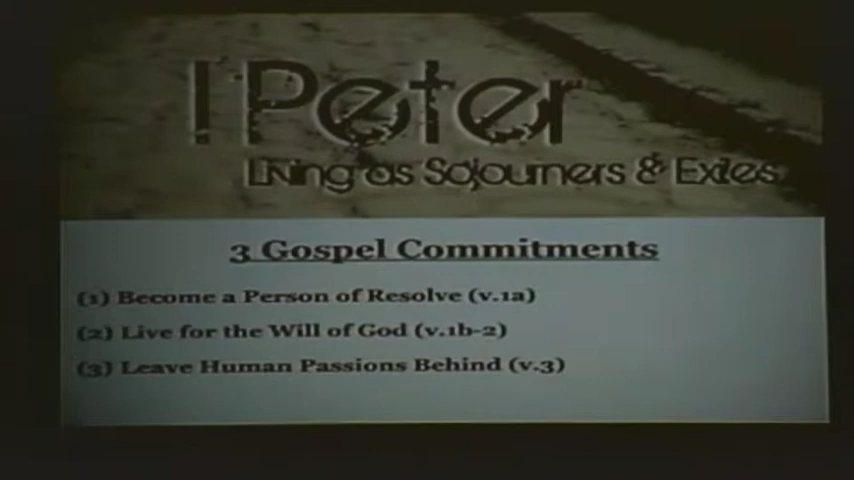 I Peter
Living as Sojourners & Exiles
3 Gospel Commitments
(1) Become a Person of Resolve (v.1a)
(2) Live for the Will of God (v.1b-2)
(3) Leave Human Passions Behind (v.3)